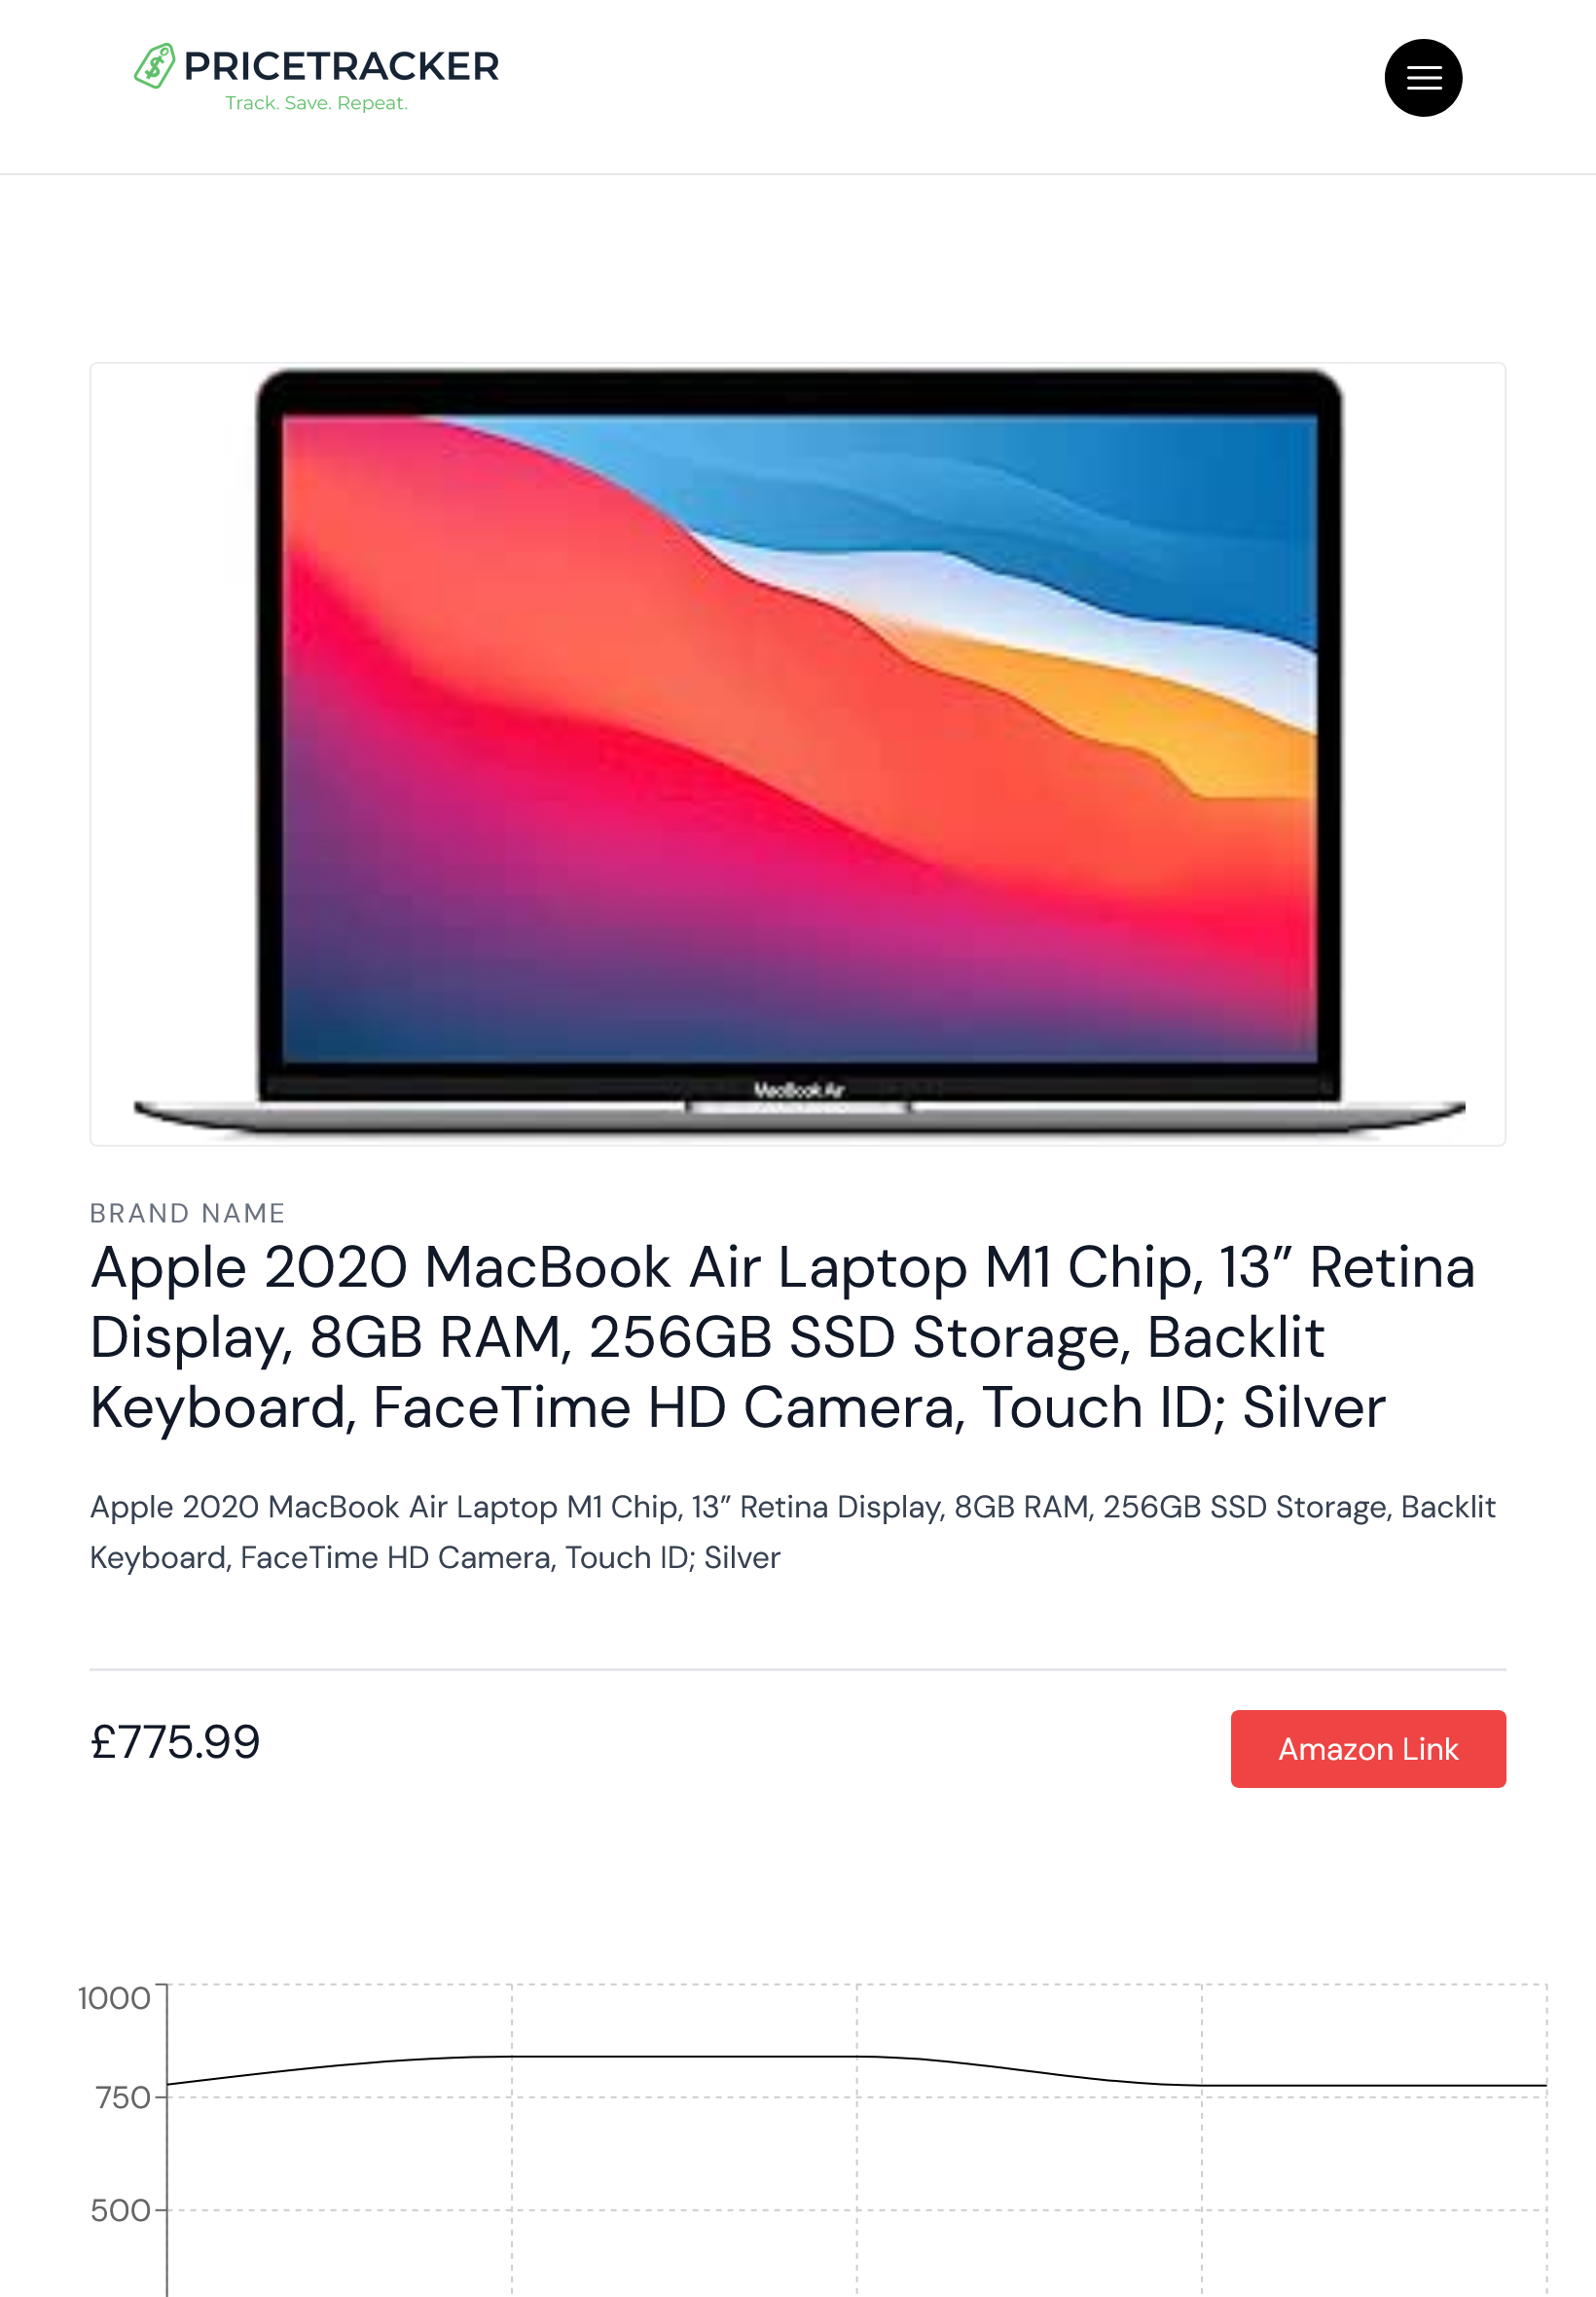 PRICETRACKER
Track. Save. Repeat.
MacBook Air
BRAND NAME
Apple 2020 MacBook Air Laptop M1 Chip, 13” Retina
Display, 8GB RAM, 256GB SSD Storage, Backlit
Keyboard, FaceTime HD Camera, Touch ID; Silver
Apple 2020 MacBook Air Laptop M1 Chip, 13” Retina Display, 8GB RAM, 256GB SSD Storage, Backlit
Keyboard, FaceTime HD Camera, Touch ID; Silver
£775.99
Amazon Link
1000
750
500